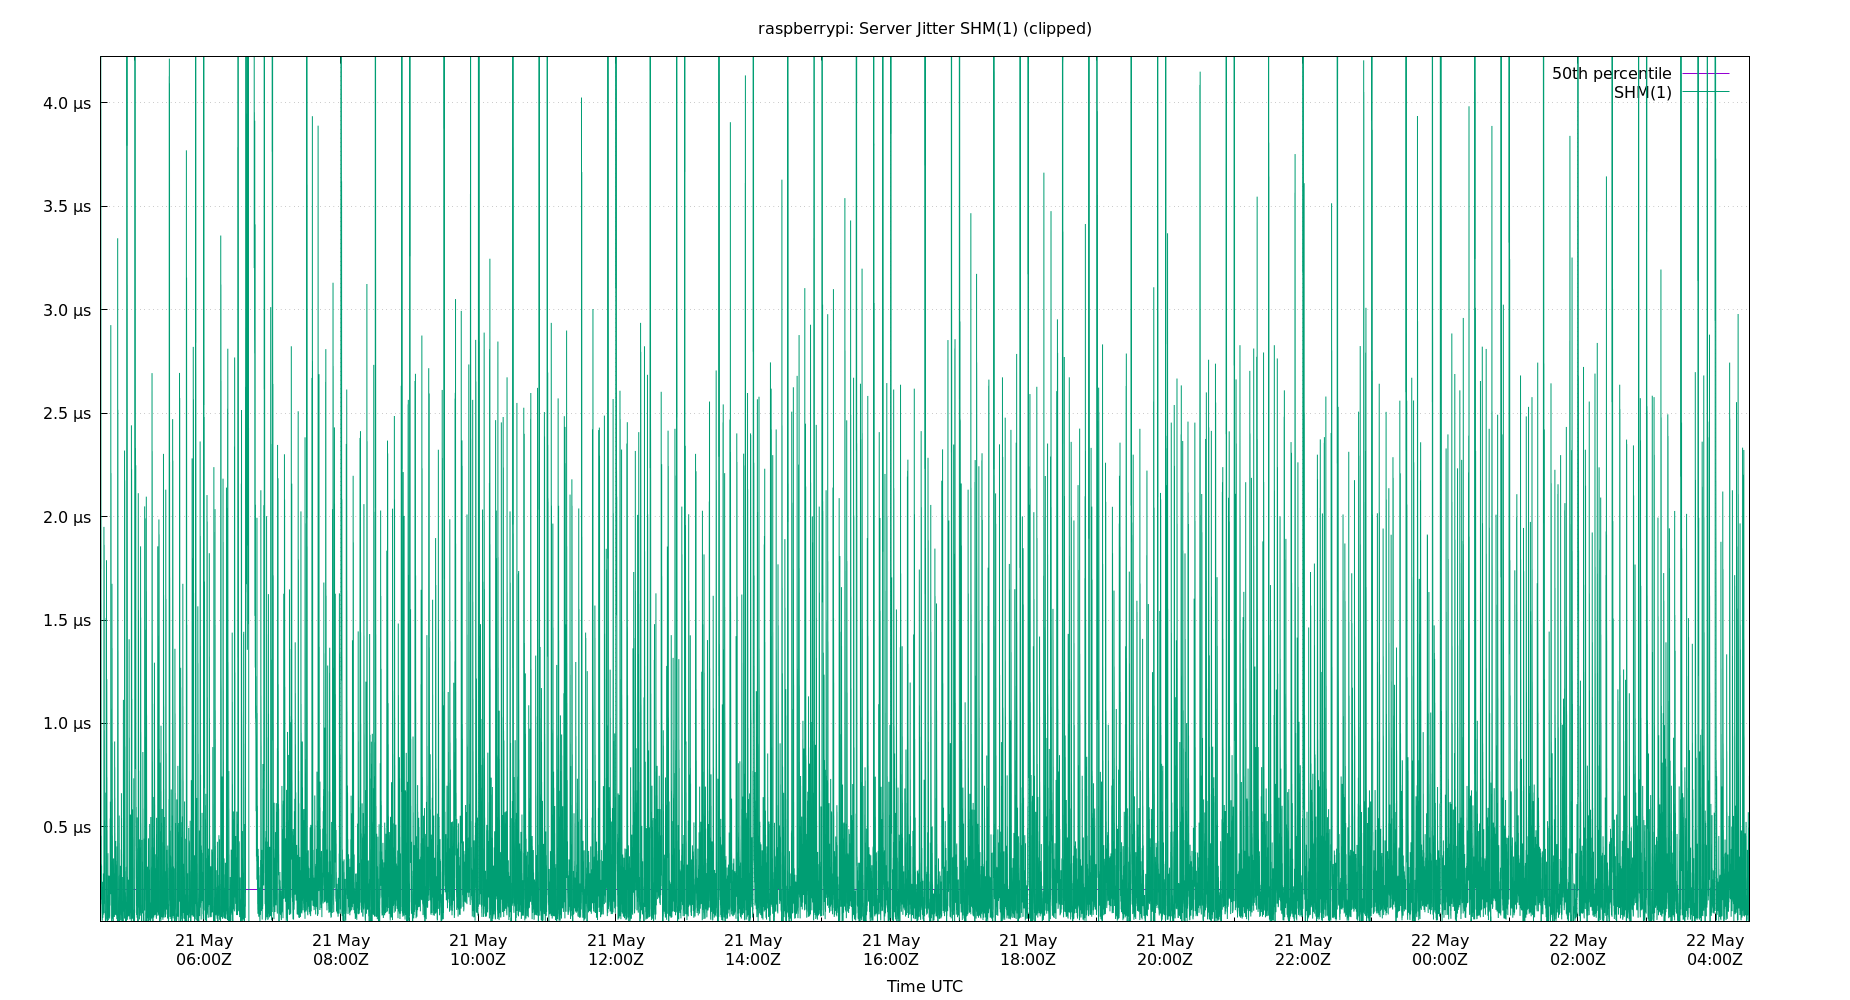 raspberrypi: Server Jitter SHM(1) (clipped)
50th percentile
SHM(1)
4.0 µs
3.5 µs
3.0 µs
2.5 µs
2.0 µs
1.5 µs
1.0 µs
0.5 µs
21 May 21 May 21 May 21 May 21 May 21 May 21 May 21 May 21 May 22 May 22 May 22 May
06:00Z 08:00Z 10:00Z 12:00Z 14:00Z 16:00Z 18:00Z 20:00Z 22:00Z 00:00Z 02:00Z 04:00Z
Time UTC